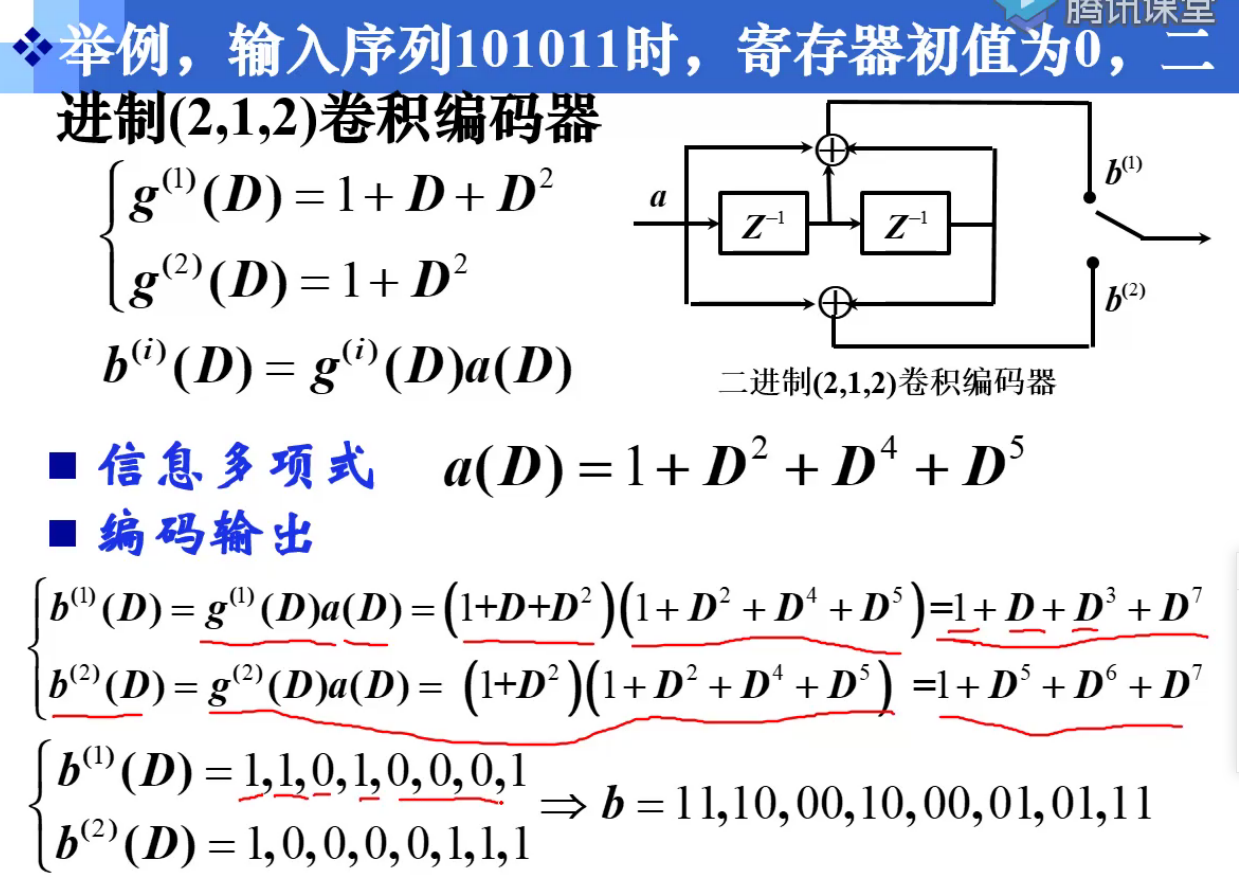 腾讯课堂
❖举例，输入序列101011时，寄存器初值为0，二
进制(2,1,2)卷积编码器
g⁽¹⁾(D) = 1 + D + D²
g⁽²⁾(D) = 1 + D²
b⁽ⁱ⁾(D) = g⁽ⁱ⁾(D)a(D)
a
Z⁻¹
Z⁻¹
b⁽¹⁾
b⁽²⁾
二进制(2,1,2)卷积编码器
■ 信息多项式 a(D) = 1 + D² + D⁴ + D⁵
■ 编码输出
b⁽¹⁾(D) = g⁽¹⁾(D)a(D) = (1+D+D²)(1 + D² + D⁴ + D⁵)=1 + D + D³ + D⁷
b⁽²⁾(D) = g⁽²⁾(D)a(D) = (1+D²)(1 + D² + D⁴ + D⁵) =1 + D⁵ + D⁶ + D⁷
b⁽¹⁾(D) = 1,1,0,1,0,0,0,1
b⁽²⁾(D) = 1,0,0,0,0,1,1,1
⇒ b = 11,10,00,10,00,01,01,11